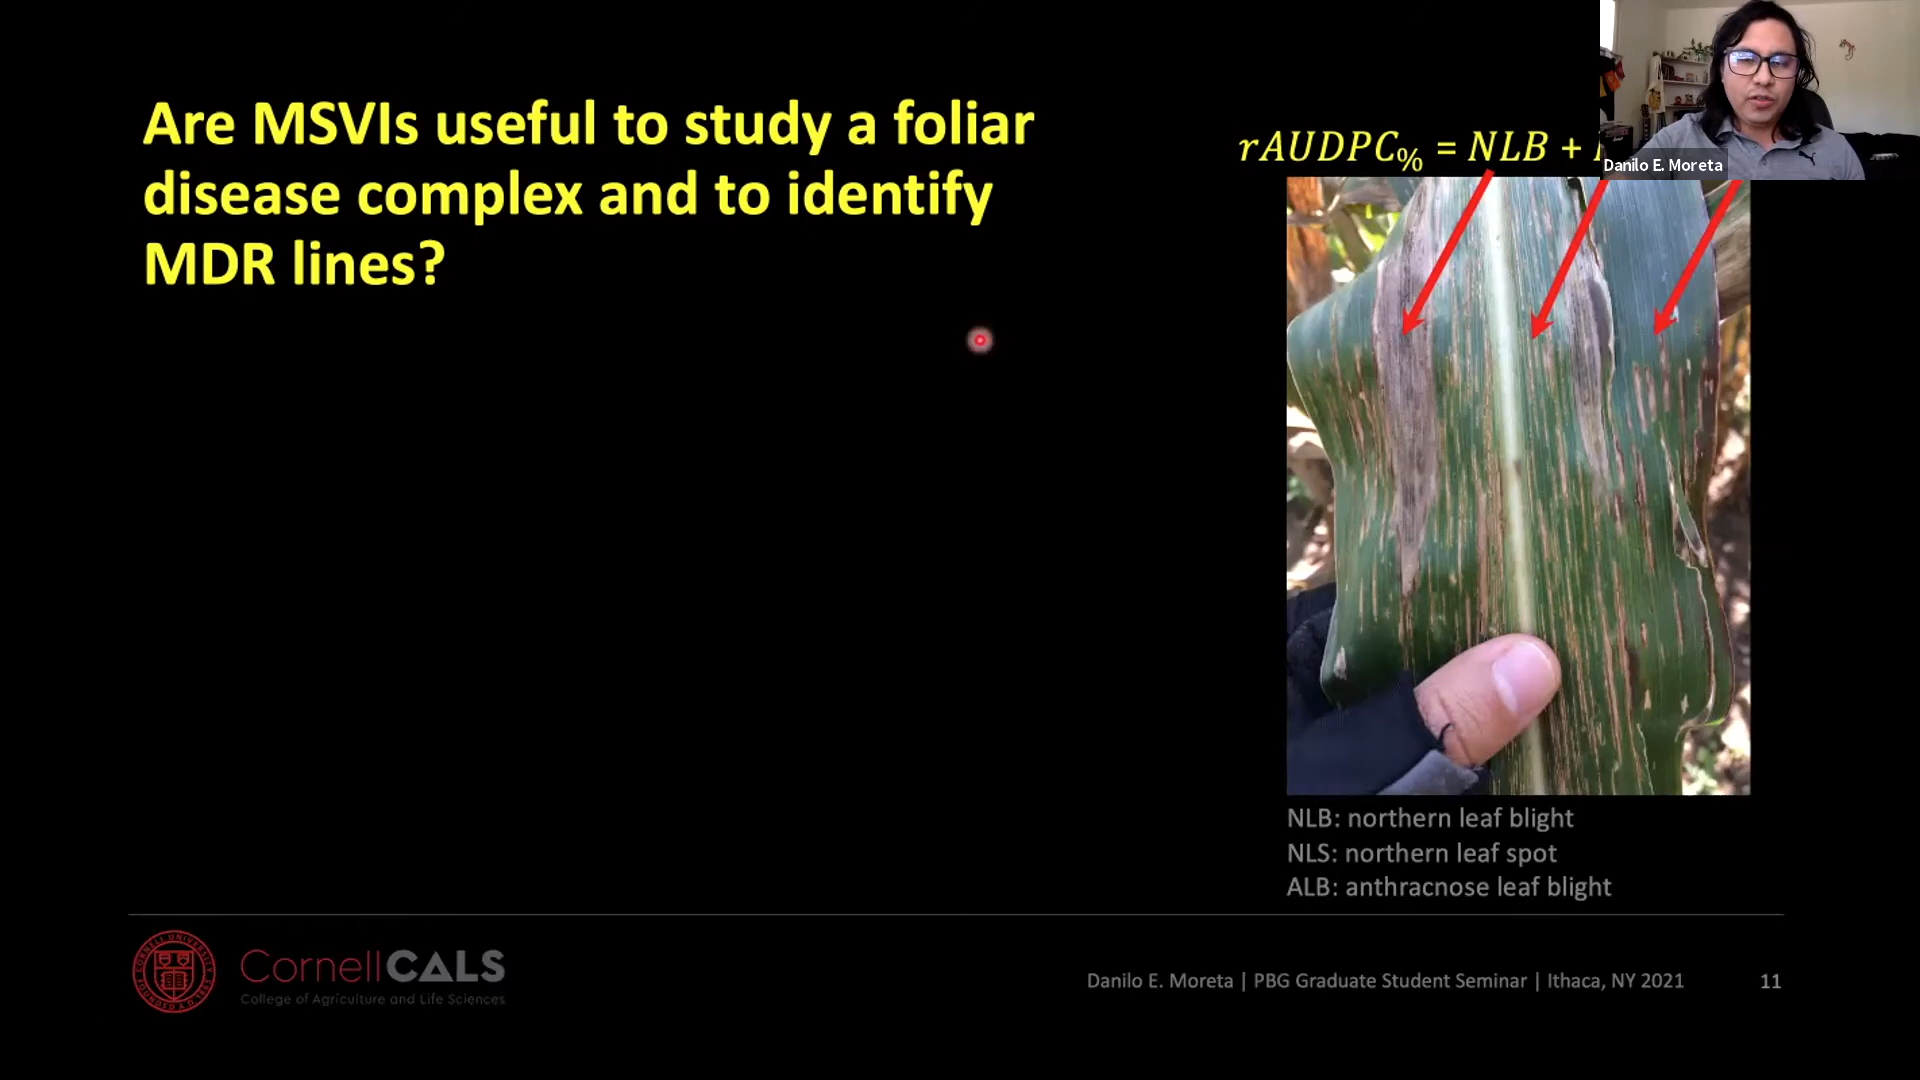 Are MSVIs useful to study a foliar
disease complex and to identify
MDR lines?
rAUDPC% = NLB +
Danilo E. Moreta
NLB: northern leaf blight
NLS: northern leaf spot
ALB: anthracnose leaf blight
CornellCALS
College of Agriculture and Life Sciences
Danilo E. Moreta | PBG Graduate Student Seminar | Ithaca, NY 2021
11